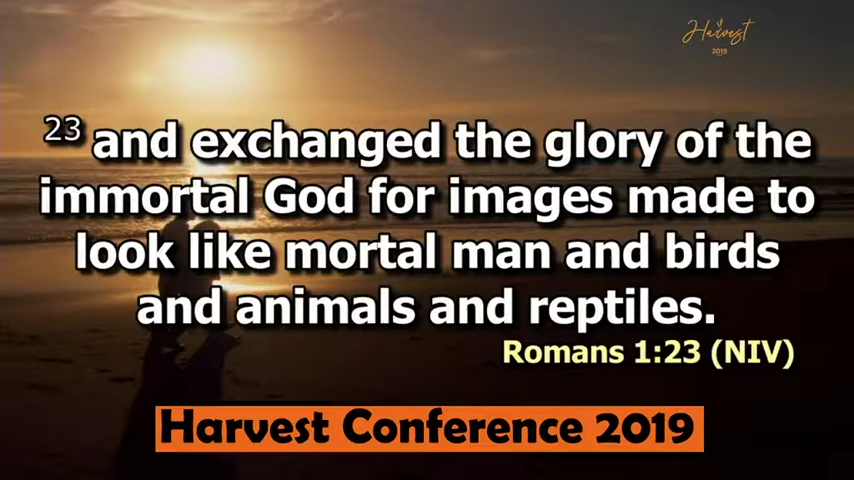 Harvest
2019
23 and exchanged the glory of the
immortal God for images made to
look like mortal man and birds
and animals and reptiles.
Romans 1:23 (NIV)
Harvest Conference 2019